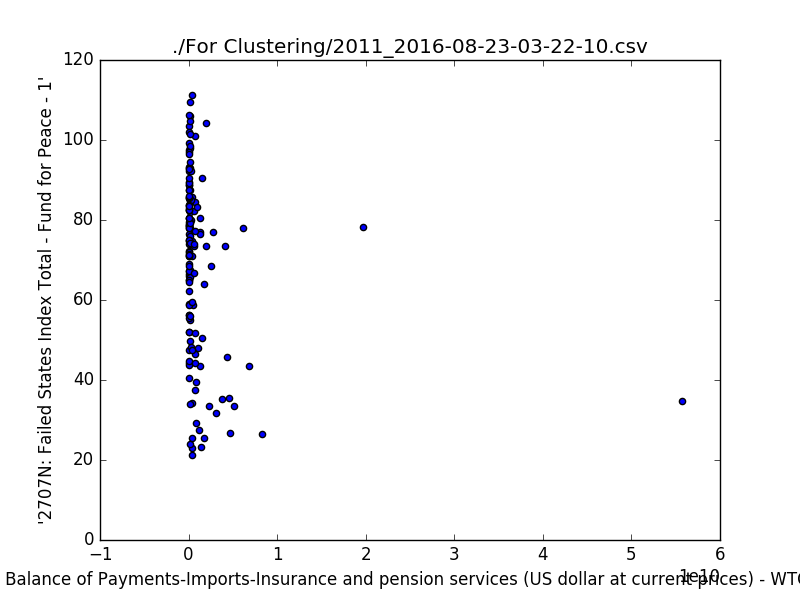 ./For Clustering/2011_2016-08-23-03-22-10.csv
120
100
80
60
40
20
0
'2707N: Failed States Index Total - Fund for Peace - 1'
−1 0 1 2 3 4 5 6
1e10
Balance of Payments-Imports-Insurance and pension services (US dollar at current prices) -